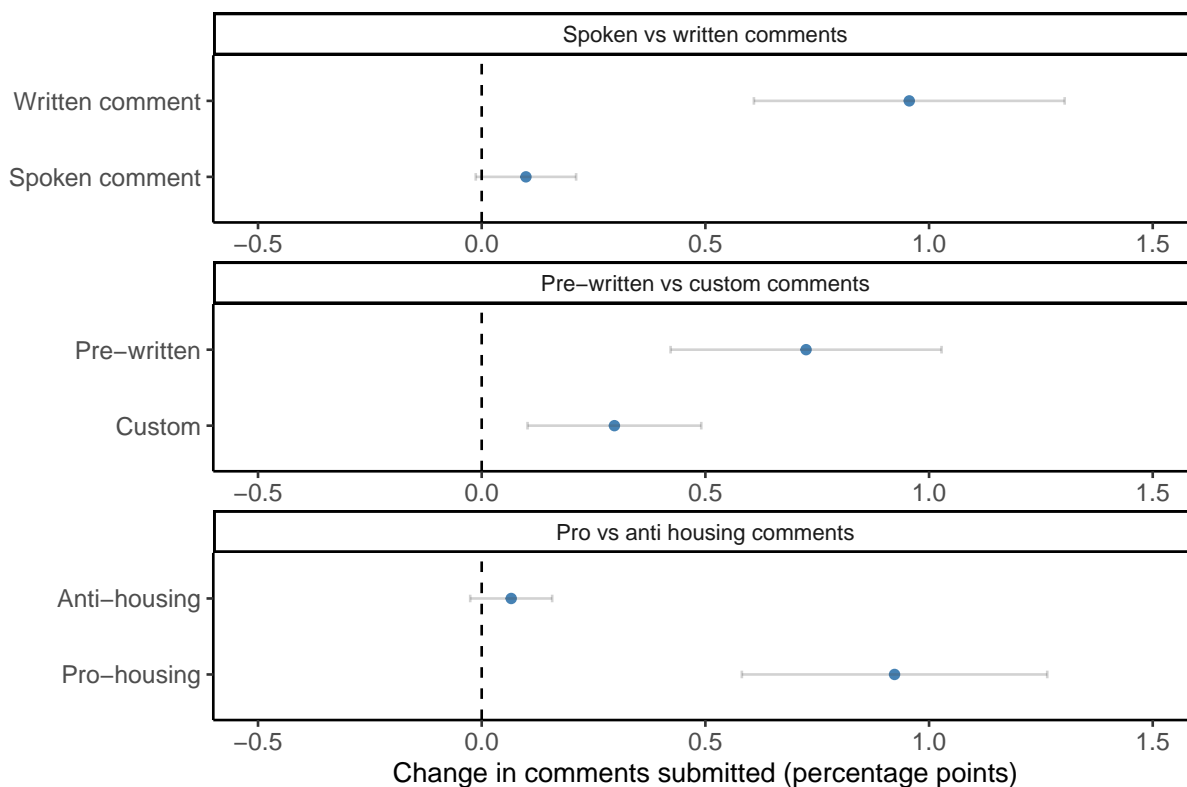 Spoken vs written comments
Written comment
Spoken comment
−0.5 0.0 0.5 1.0 1.5
Pre−written vs custom comments
Pre−written
Custom
−0.5 0.0 0.5 1.0 1.5
Pro vs anti housing comments
Anti−housing
Pro−housing
−0.5 0.0 0.5 1.0 1.5
Change in comments submitted (percentage points)